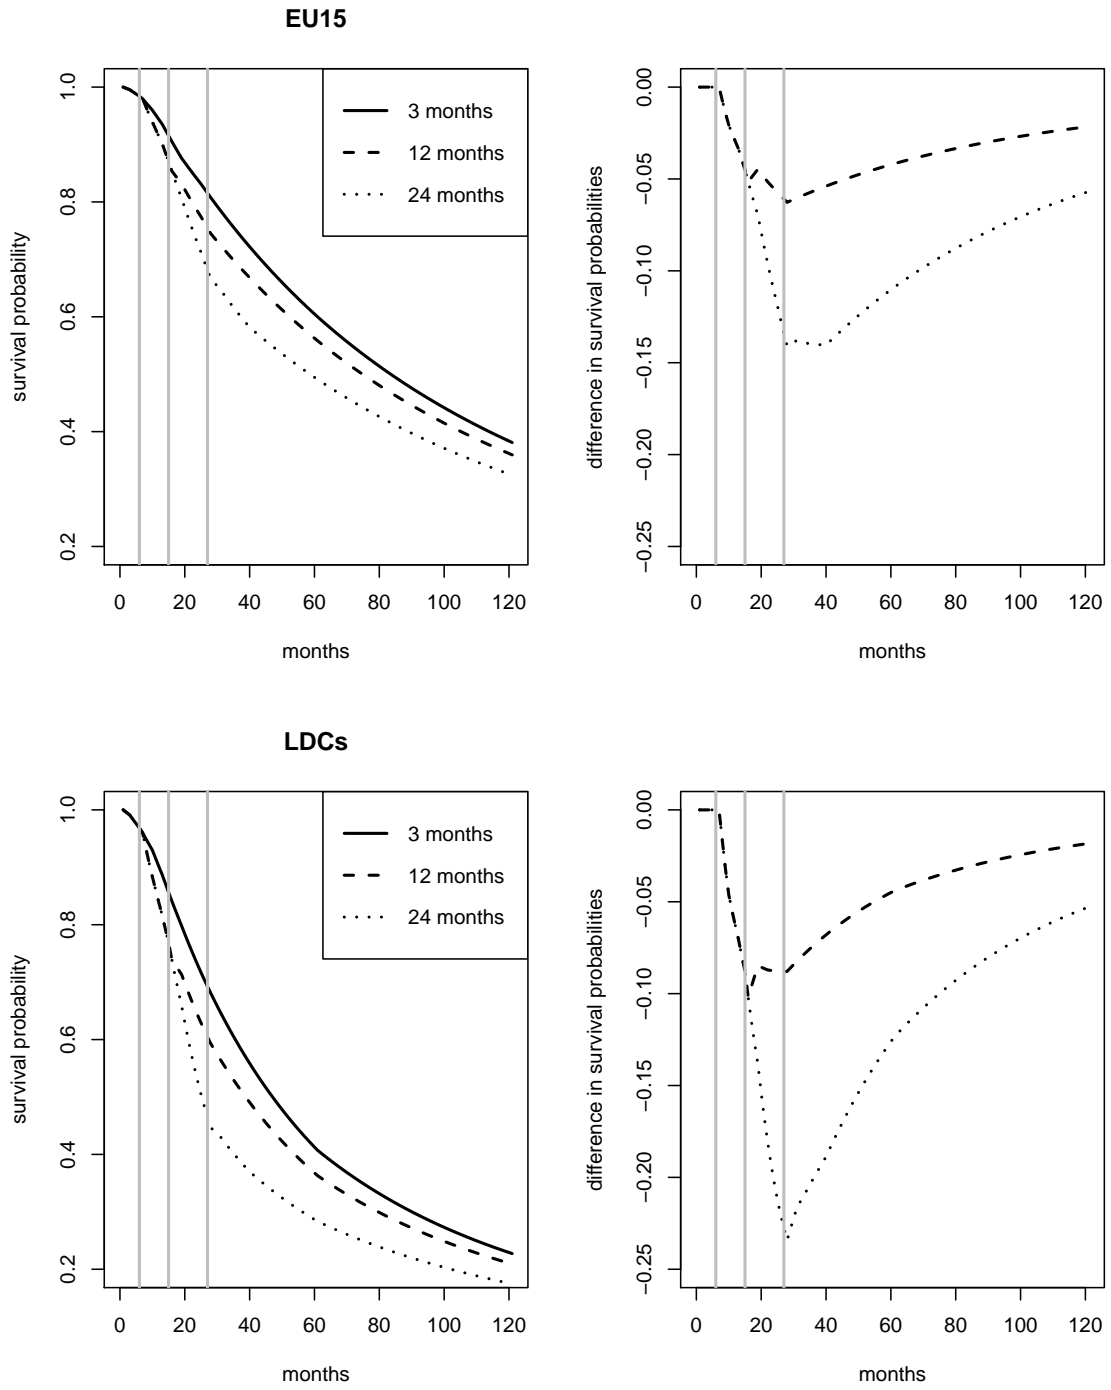 EU15
survival probability
1.0
0.8
0.6
0.4
0.2
3 months
12 months
24 months
0 20 40 60 80 100 120
months
difference in survival probabilities
0.00
−0.05
−0.10
−0.15
−0.20
−0.25
0 20 40 60 80 100 120
months
LDCs
survival probability
1.0
0.8
0.6
0.4
0.2
3 months
12 months
24 months
0 20 40 60 80 100 120
months
difference in survival probabilities
0.00
−0.05
−0.10
−0.15
−0.20
−0.25
0 20 40 60 80 100 120
months